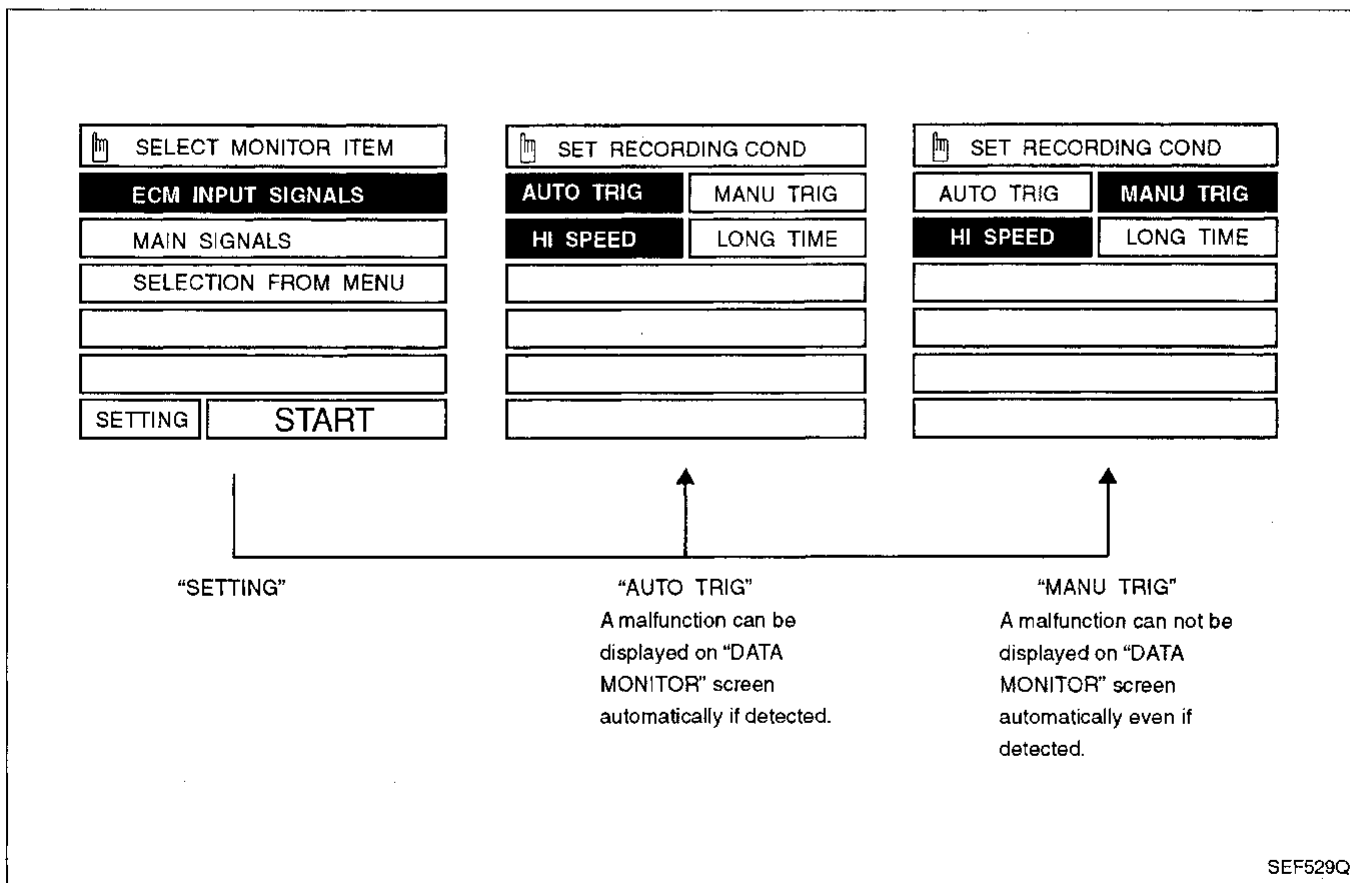 SELECT MONITOR ITEM
ECM INPUT SIGNALS
MAIN SIGNALS
SELECTION FROM MENU
SETTING
START
SET RECORDING COND
AUTO TRIG
MANU TRIG
HI SPEED
LONG TIME
SET RECORDING COND
AUTO TRIG
MANU TRIG
HI SPEED
LONG TIME
“SETTING”
“AUTO TRIG”
A malfunction can be
displayed on “DATA
MONITOR” screen
automatically if detected.
“MANU TRIG”
A malfunction can not be
displayed on “DATA
MONITOR” screen
automatically even if
detected.
SEF529Q